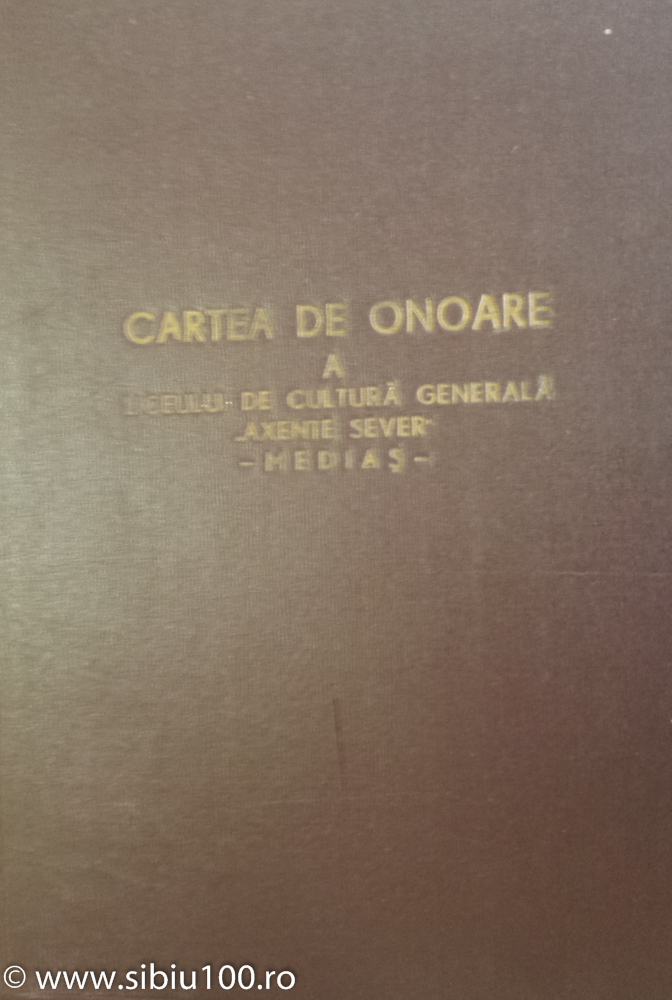 CARTEA DE ONOARE
A
LICEULUI DE CULTURĂ GENERALĂ
„AXENTE SEVER”
– MEDIAȘ –
© www.sibiu100.ro